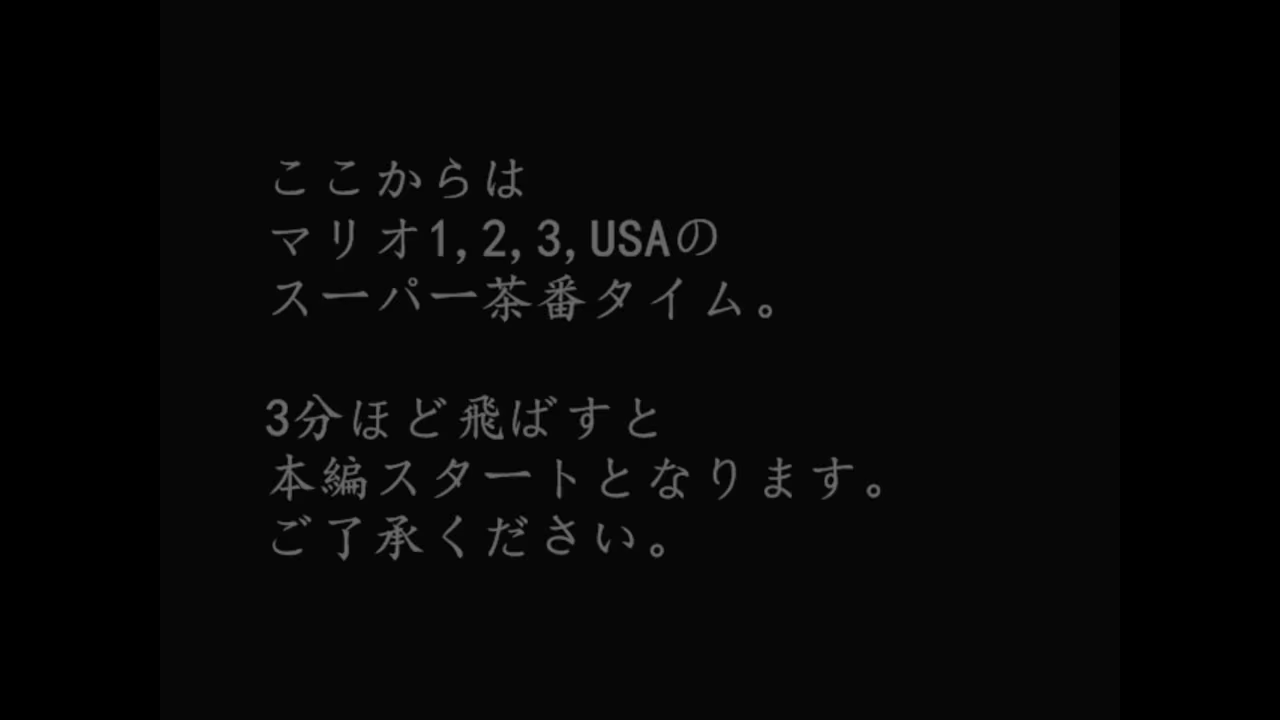 ここからは
マリオ1,2,3,USAの
スーパー茶番タイム。
3分ほど飛ばすと
本編スタートとなります。
ご了承ください。